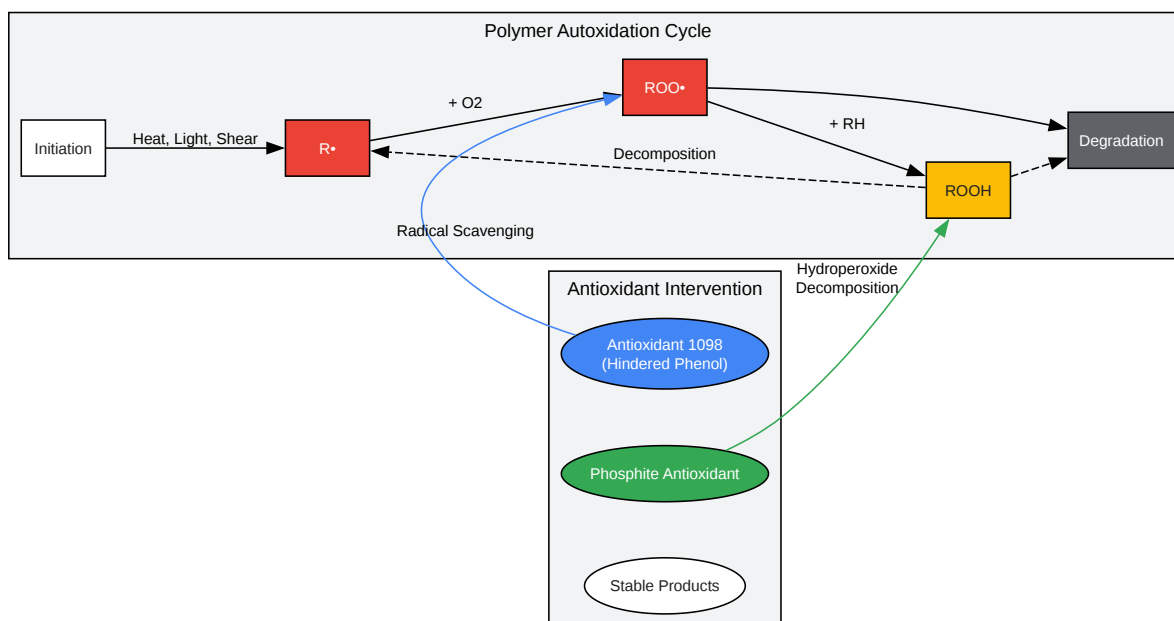 Polymer Autoxidation Cycle
ROO•
+ O2
+ RH
Initiation
Heat, Light, Shear
R•
Degradation
Decomposition
ROOH
Radical Scavenging
Hydroperoxide
Decomposition
Antioxidant Intervention
Antioxidant 1098
(Hindered Phenol)
Phosphite Antioxidant
Stable Products